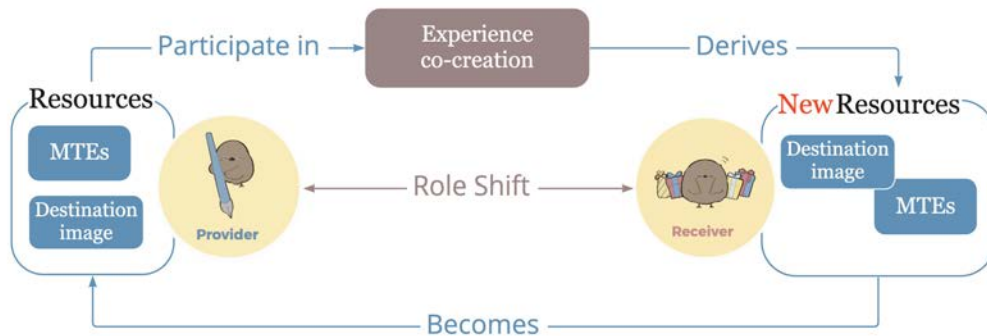 Participate in
Experience
co-creation
Derives
Resources
MTEs
Destination
image
Provider
Role Shift
Receiver
New Resources
Destination
image
MTEs
Becomes